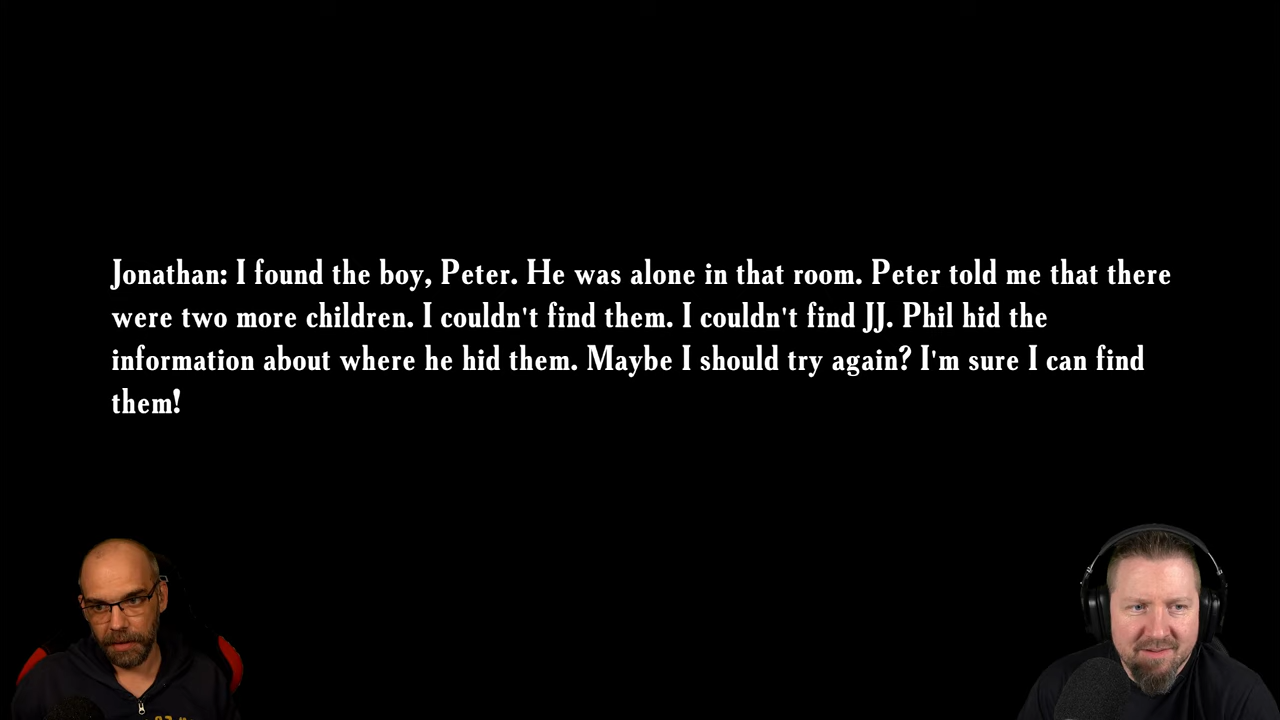 Jonathan: I found the boy, Peter. He was alone in that room. Peter told me that there
were two more children. I couldn't find them. I couldn't find JJ. Phil hid the
information about where he hid them. Maybe I should try again? I'm sure I can find
them!